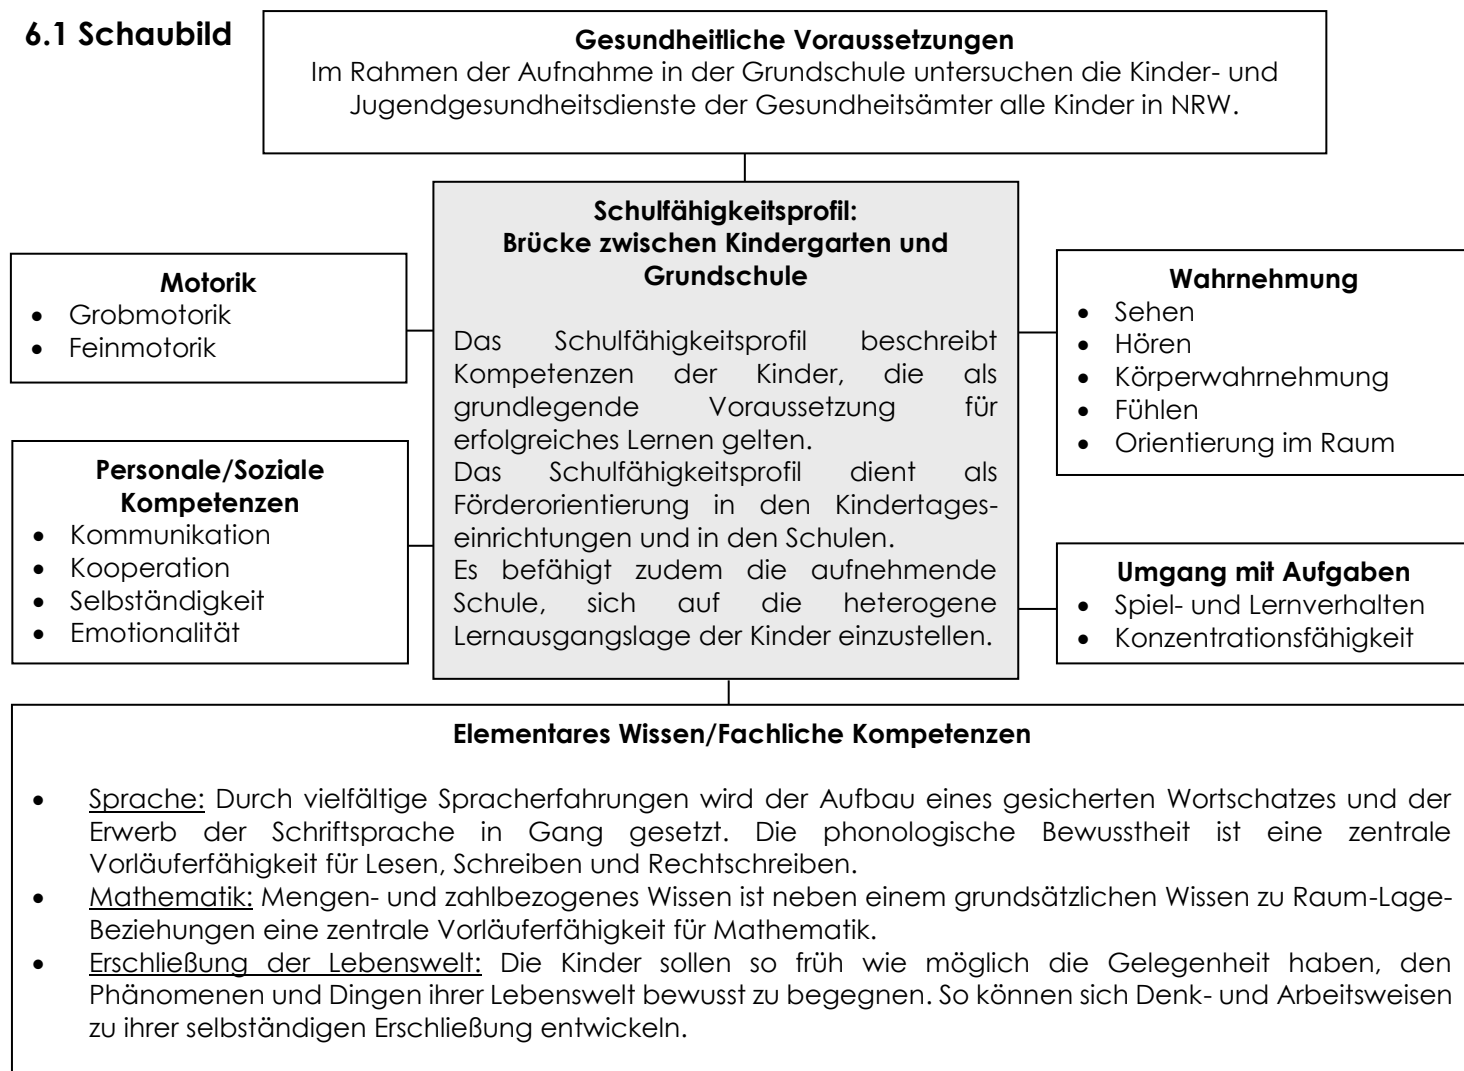 6.1 Schaubild
Gesundheitliche Voraussetzungen
Im Rahmen der Aufnahme in der Grundschule untersuchen die Kinder- und
Jugendgesundheitsdienste der Gesundheitsämter alle Kinder in NRW.
Schulfähigkeitsprofil:
Brücke zwischen Kindergarten und
Grundschule
Das Schulfähigkeitsprofil beschreibt
Kompetenzen der Kinder, die als
grundlegende Voraussetzung für
erfolgreiches Lernen gelten.
Das Schulfähigkeitsprofil dient als
Förderorientierung in den Kindertages-
einrichtungen und in den Schulen.
Es befähigt zudem die aufnehmende
Schule, sich auf die heterogene
Lernausgangslage der Kinder einzustellen.
Motorik
• Grobmotorik
• Feinmotorik
Personale/Soziale
Kompetenzen
• Kommunikation
• Kooperation
• Selbständigkeit
• Emotionalität
Wahrnehmung
• Sehen
• Hören
• Körperwahrnehmung
• Fühlen
• Orientierung im Raum
Umgang mit Aufgaben
• Spiel- und Lernverhalten
• Konzentrationsfähigkeit
Elementares Wissen/Fachliche Kompetenzen
• Sprache: Durch vielfältige Spracherfahrungen wird der Aufbau eines gesicherten Wortschatzes und der
Erwerb der Schriftsprache in Gang gesetzt. Die phonologische Bewusstheit ist eine zentrale
Vorläuferfähigkeit für Lesen, Schreiben und Rechtschreiben.
• Mathematik: Mengen- und zahlbezogenes Wissen ist neben einem grundsätzlichen Wissen zu Raum-Lage-
Beziehungen eine zentrale Vorläuferfähigkeit für Mathematik.
• Erschließung der Lebenswelt: Die Kinder sollen so früh wie möglich die Gelegenheit haben, den
Phänomenen und Dingen ihrer Lebenswelt bewusst zu begegnen. So können sich Denk- und Arbeitsweisen
zu ihrer selbständigen Erschließung entwickeln.